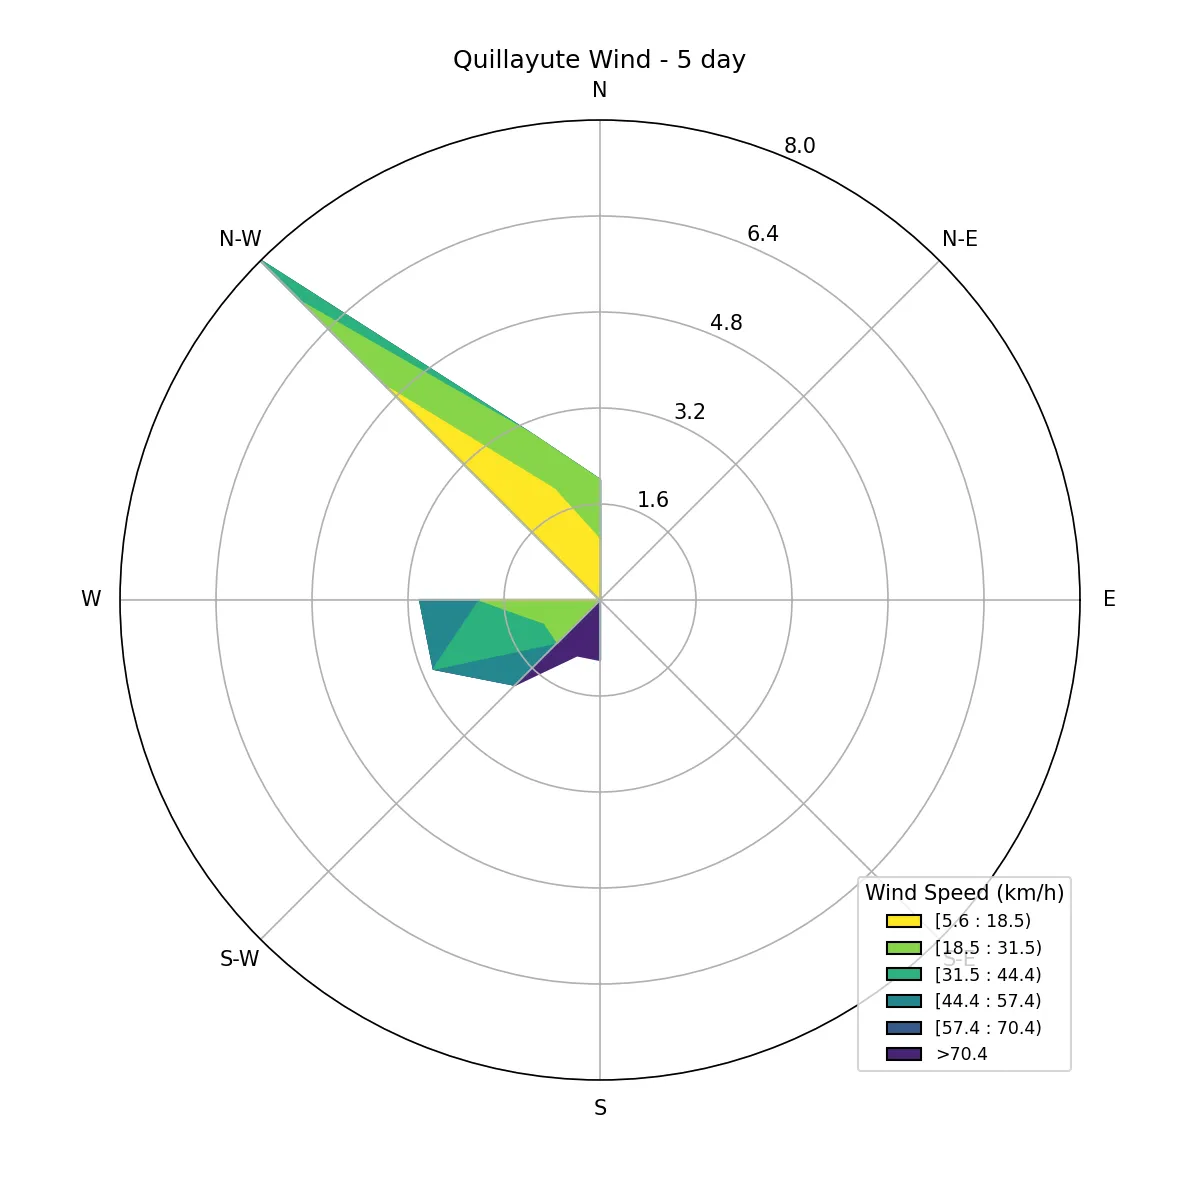 Quillayute Wind - 5 day
N
8.0
N-W
6.4
N-E
4.8
3.2
1.6
W
E
Wind Speed (km/h)
[5.6 : 18.5)
[18.5 : 31.5)
S-W
S-E
[31.5 : 44.4)
[44.4 : 57.4)
[57.4 : 70.4)
>70.4
S